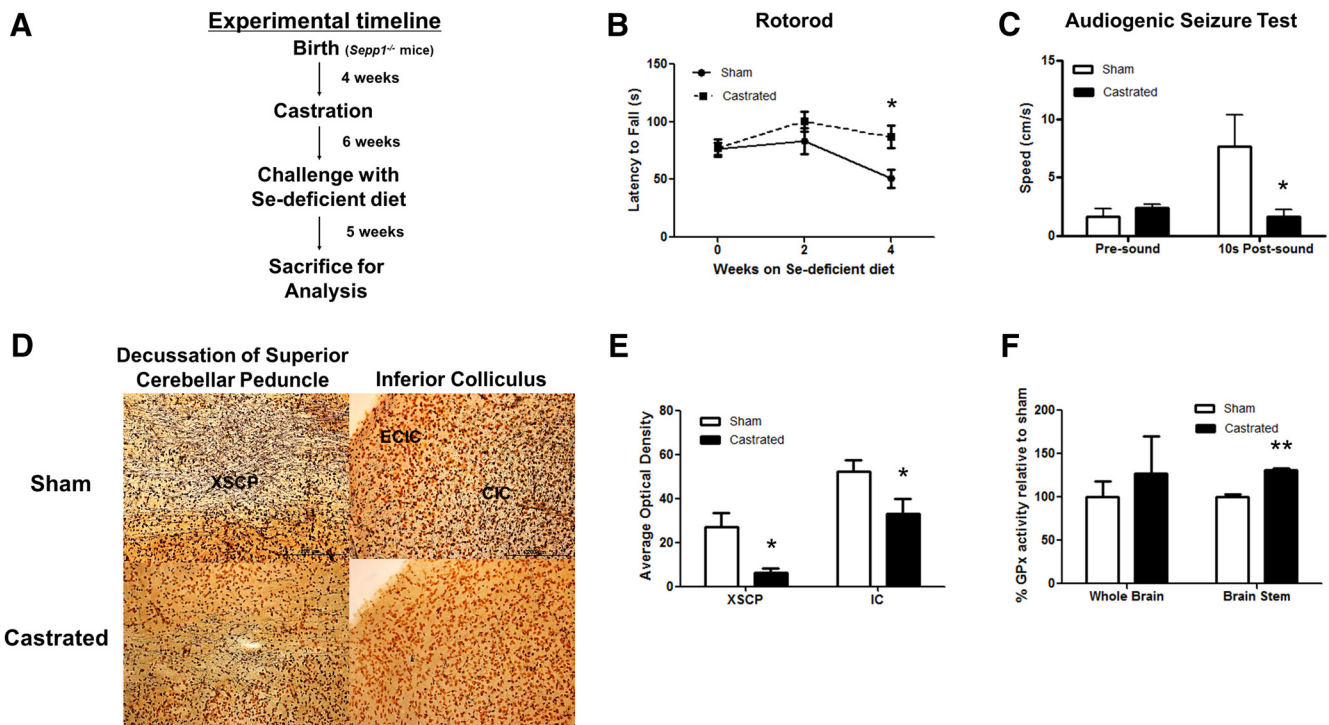 A
Experimental timeline
Birth (Sepp1-/- mice)
4 weeks
Castration
6 weeks
Challenge with
Se-deficient diet
5 weeks
Sacrifice for
Analysis
B
Rotorod
Sham
Castrated
Latency to Fall (s)
150
100
50
0
*
0 2 4
Weeks on Se-deficient diet
C
Audiogenic Seizure Test
Sham
Castrated
Speed (cm/s)
15
10
5
0
*
Pre-sound 10s Post-sound
D
Decussation of Superior
Cerebellar Peduncle
Inferior Colliculus
Sham
XSCP
ECIC
CIC
Castrated
E
Sham
Castrated
Average Optical Density
80
60
40
20
0
*
*
XSCP IC
F
Sham
Castrated
% GPx activity relative to sham
200
150
100
50
0
**
Whole Brain Brain Stem